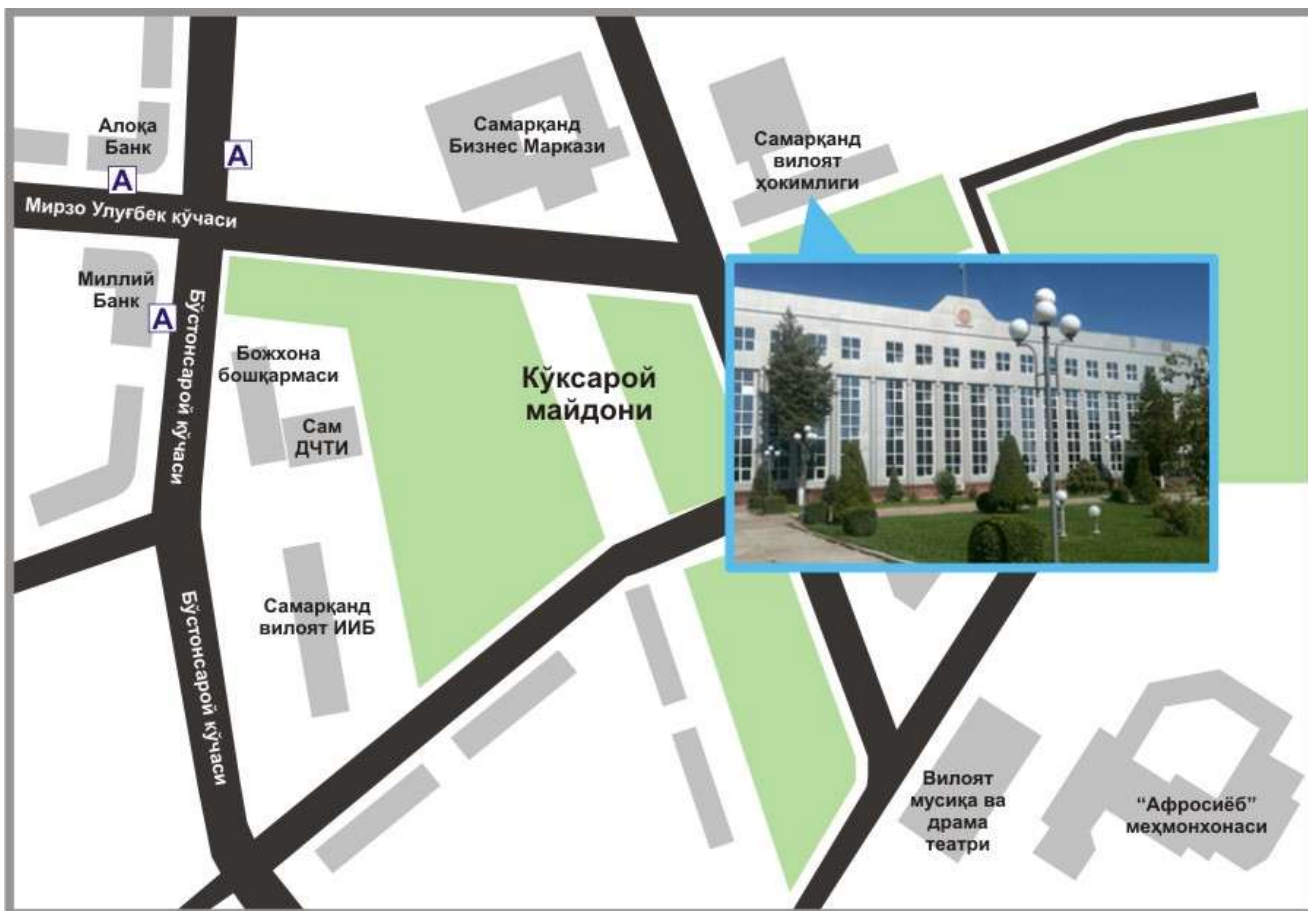 Алоқа
Банк
А
А
Самарқанд
Бизнес Маркази
Самарқанд
вилоят
ҳокимлиги
Мирзо Улуғбек кўчаси
Миллий
Банк
А
Бўстонсарой кўчаси
Божхона
бошқармаси
Сам
ДЧТИ
Кўксарой
майдони
Самарқанд
вилоят ИИБ
Бўстонсарой кўчаси
Вилоят
мусиқа ва
драма
театри
“Афросиёб”
меҳмонхонаси